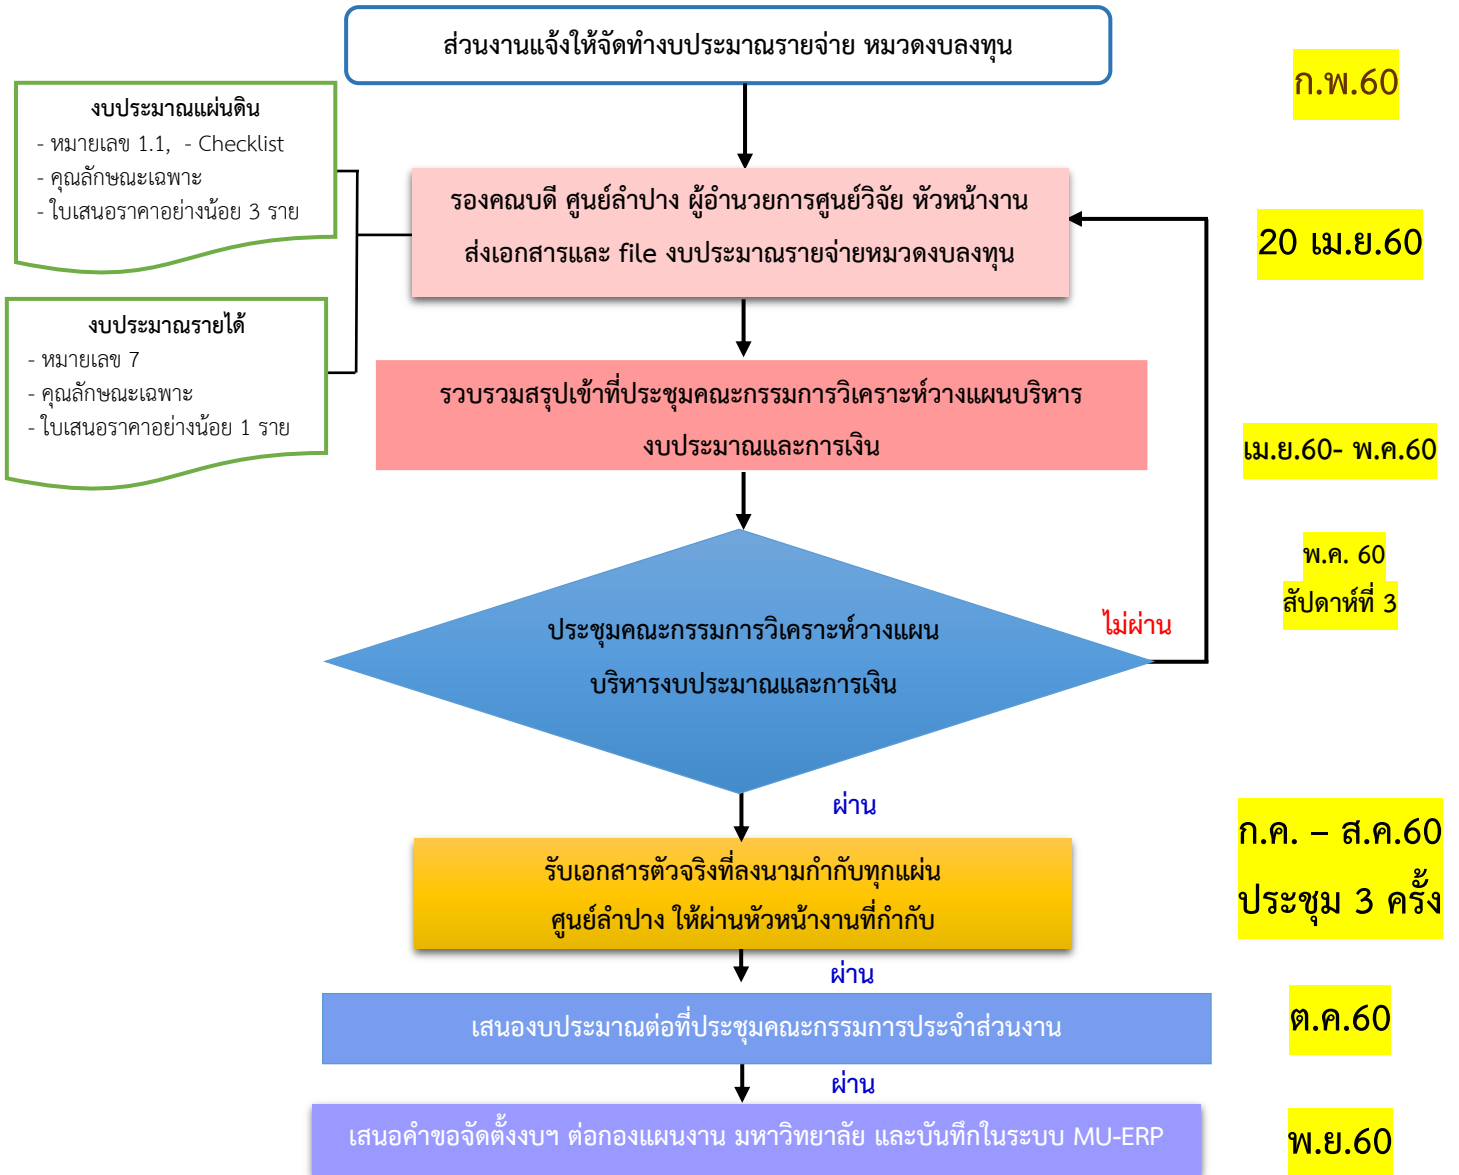 ส่วนงานแจ้งให้จัดทำงบประมาณรายจ่าย หมวดงบลงทุน
ก.พ.60
งบประมาณแผ่นดิน
- หมายเลข 1.1,  - Checklist
- คุณลักษณะเฉพาะ
- ใบเสนอราคาอย่างน้อย 3 ราย
รองคณบดี ศูนย์ลำปาง ผู้อำนวยการศูนย์วิจัย หัวหน้างาน
ส่งเอกสารและ file งบประมาณรายจ่ายหมวดงบลงทุน
20 เม.ย.60
งบประมาณรายได้
- หมายเลข 7
- คุณลักษณะเฉพาะ
- ใบเสนอราคาอย่างน้อย 1 ราย
รวบรวมสรุปเข้าที่ประชุมคณะกรรมการวิเคราะห์วางแผนบริหาร
งบประมาณและการเงิน
เม.ย.60- พ.ค.60
พ.ค. 60
สัปดาห์ที่ 3
ไม่ผ่าน
ประชุมคณะกรรมการวิเคราะห์วางแผน
บริหารงบประมาณและการเงิน
ผ่าน
รับเอกสารตัวจริงที่ลงนามกำกับทุกแผ่น
ศูนย์ลำปาง ให้ผ่านหัวหน้างานที่กำกับ
ก.ค. – ส.ค.60
ประชุม 3 ครั้ง
ผ่าน
เสนองบประมาณต่อที่ประชุมคณะกรรมการประจำส่วนงาน
ต.ค.60
ผ่าน
เสนอคำขอจัดตั้งงบฯ ต่อกองแผนงาน มหาวิทยาลัย และบันทึกในระบบ MU-ERP
พ.ย.60